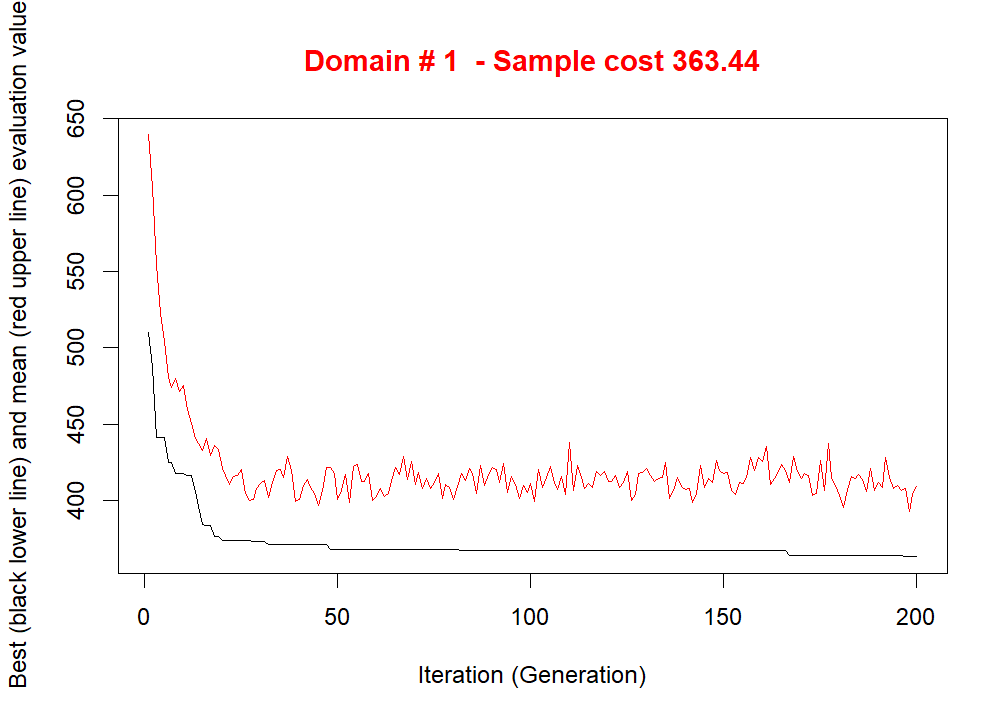 Domain # 1  - Sample cost 363.44
Best (black lower line) and mean (red upper line) evaluation value
650
600
550
500
450
400
0 50 100 150 200
Iteration (Generation)